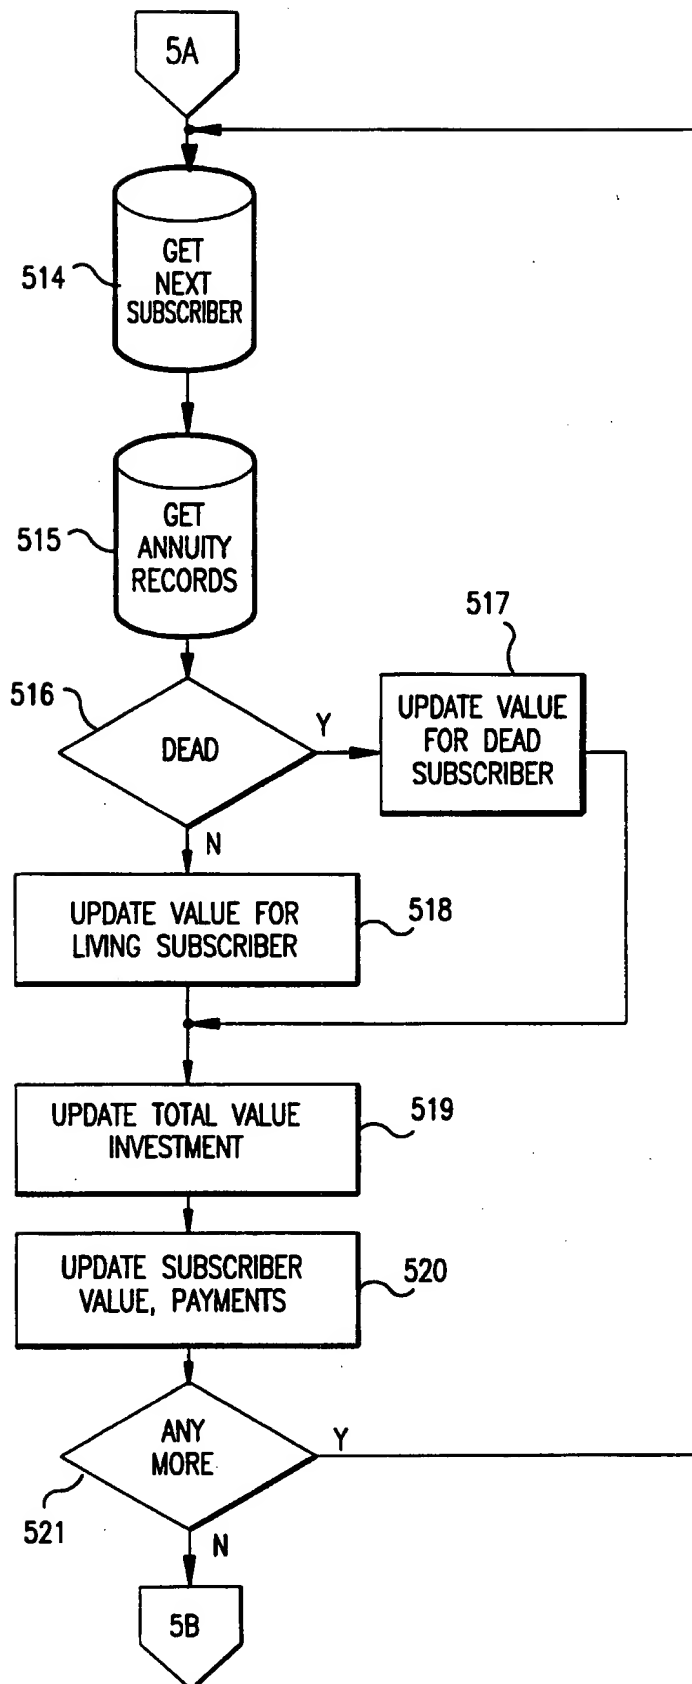 5A
GET
NEXT
SUBSCRIBER
514
GET
ANNUITY
RECORDS
515
517
516
DEAD
Y
UPDATE VALUE
FOR DEAD
SUBSCRIBER
N
UPDATE VALUE FOR
LIVING SUBSCRIBER
518
UPDATE TOTAL VALUE
INVESTMENT
519
UPDATE SUBSCRIBER
VALUE, PAYMENTS
520
ANY
MORE
Y
521
N
5B